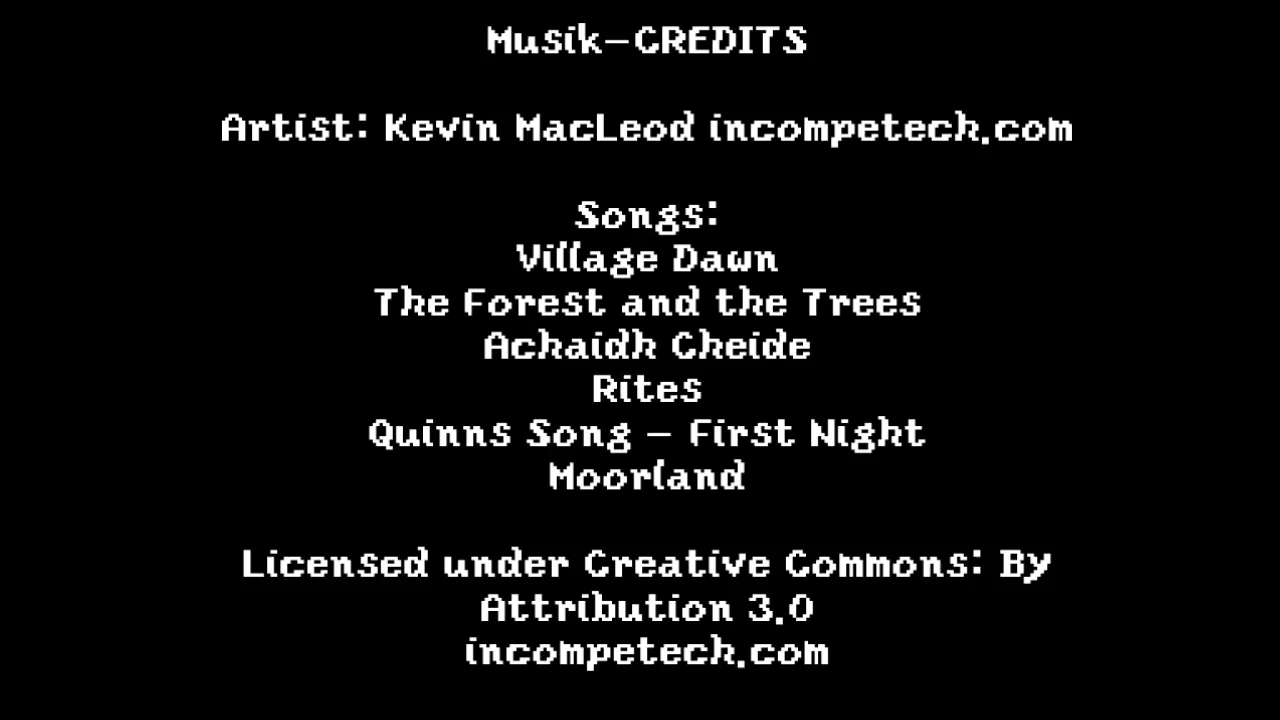 Musik-CREDITS
Artist: Kevin MacLeod incompetech.com
Songs:
Village Dawn
The Forest and the Trees
Achaidh Cheide
Rites
Quinns Song - First Night
Moorland
Licensed under Creative Commons: By
Attribution 3.0
incompetech.com